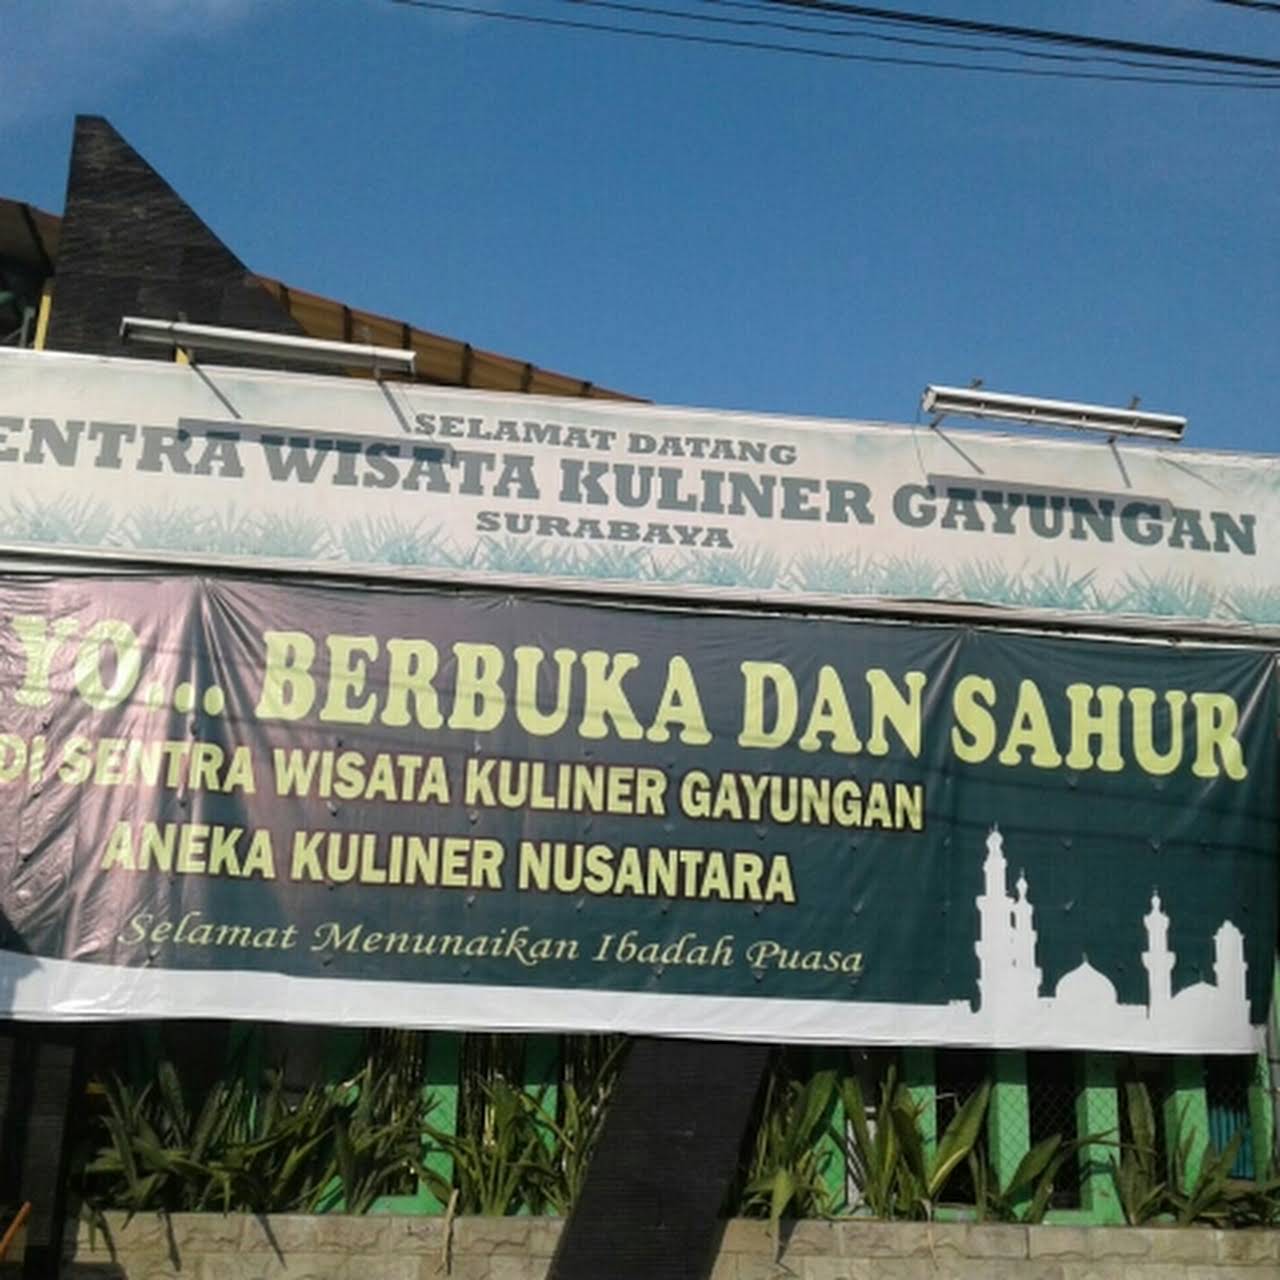 SELAMAT DATANG
ENTRA WISATA KULINER GAYUNGAN
SURABAYA
YO... BERBUKA DAN SAHUR
DI SENTRA WISATA KULINER GAYUNGAN
ANEKA KULINER NUSANTARA
Selamat Menunaikan Ibadah Puasa